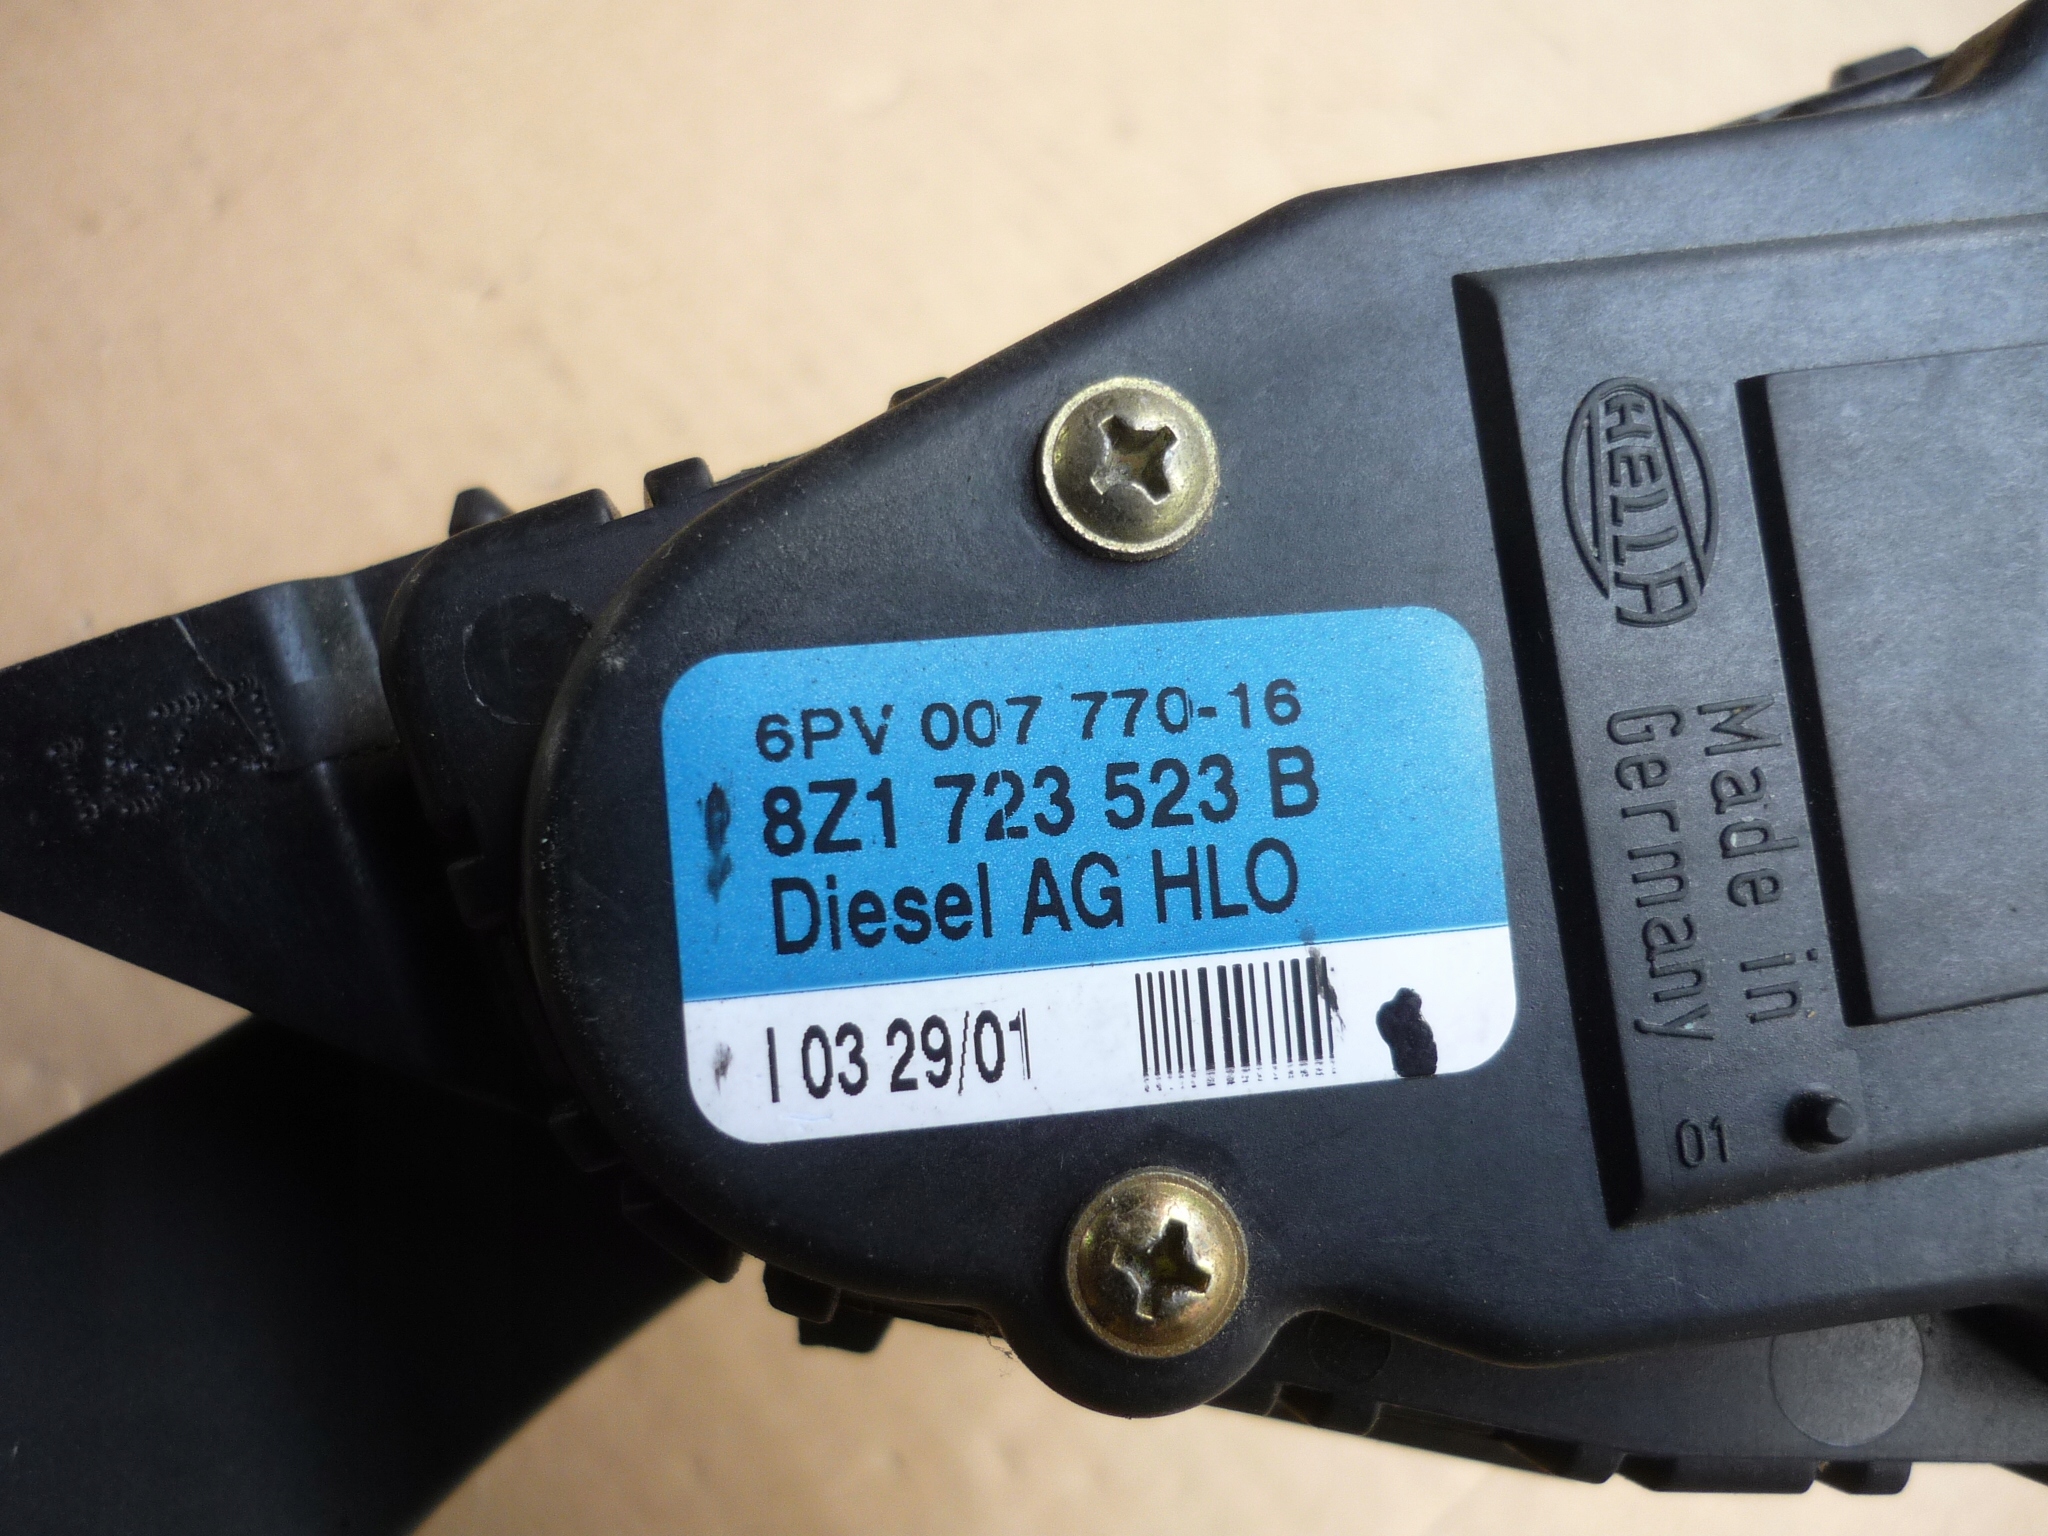 6PV 007 770-16
8Z1 723 523 B
Diesel AG HLO
I 03 29/01
HELLA
Made in
Germany
01